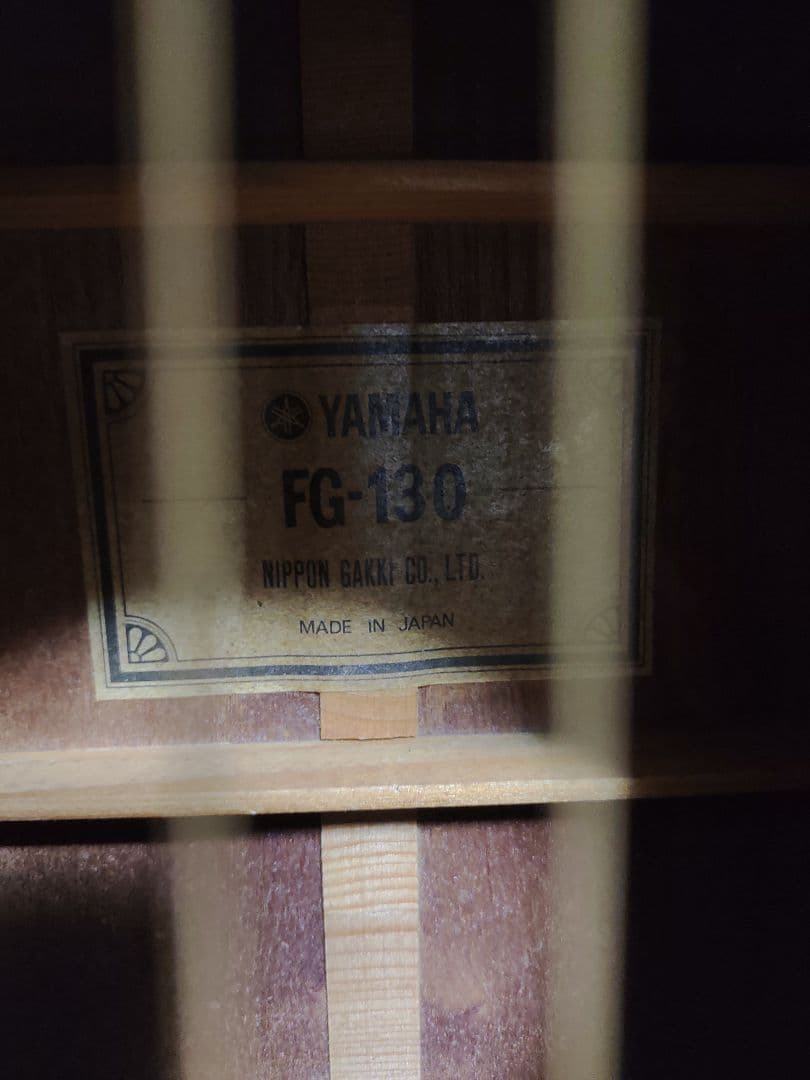 YAMAHA
FG-130
NIPPON GAKKI CO., LTD.
MADE IN JAPAN